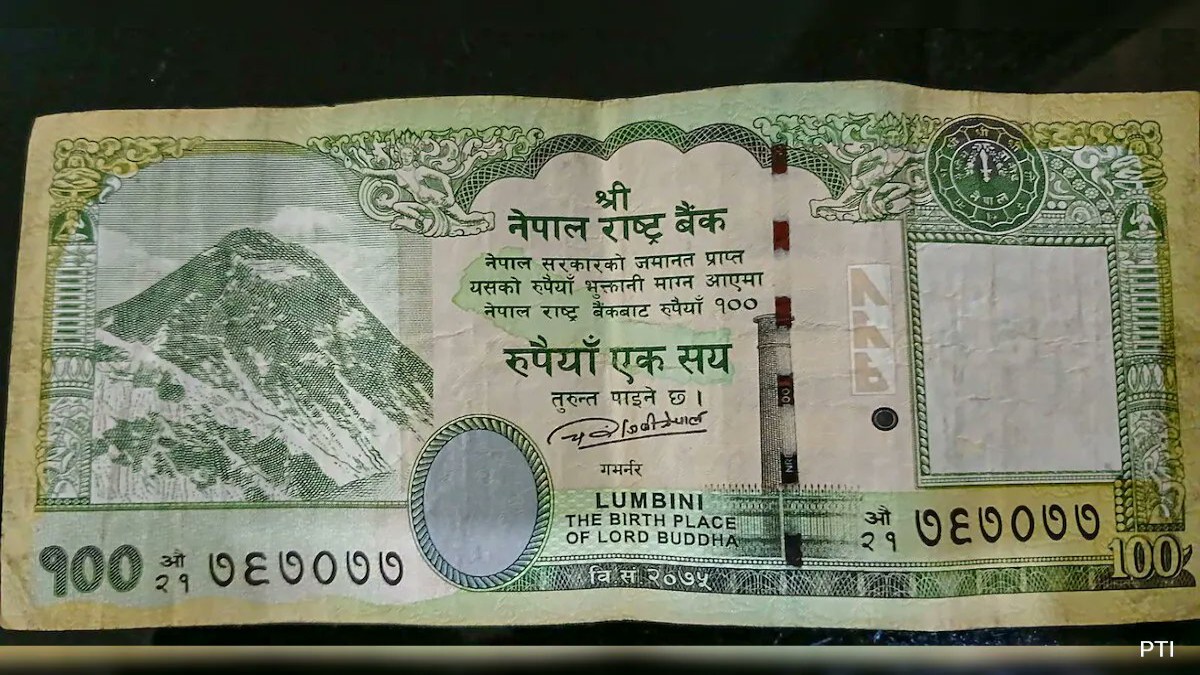 श्री
नेपाल राष्ट्र बैंक
नेपाल सरकारको जमानत प्राप्त
यसको रुपैयाँ भुक्तानी माग्न आएमा
नेपाल राष्ट्र बैंकबाट रुपैयाँ १००
रुपैयाँ एक सय
तुरुन्त पाइने छ ।
गभर्नर
LUMBINI
THE BIRTH PLACE
OF LORD BUDDHA
वि सं २०७५
१००
औ
२१ ७६७०७७
औ
२१ ७६७०७७
100
NRB
PTI